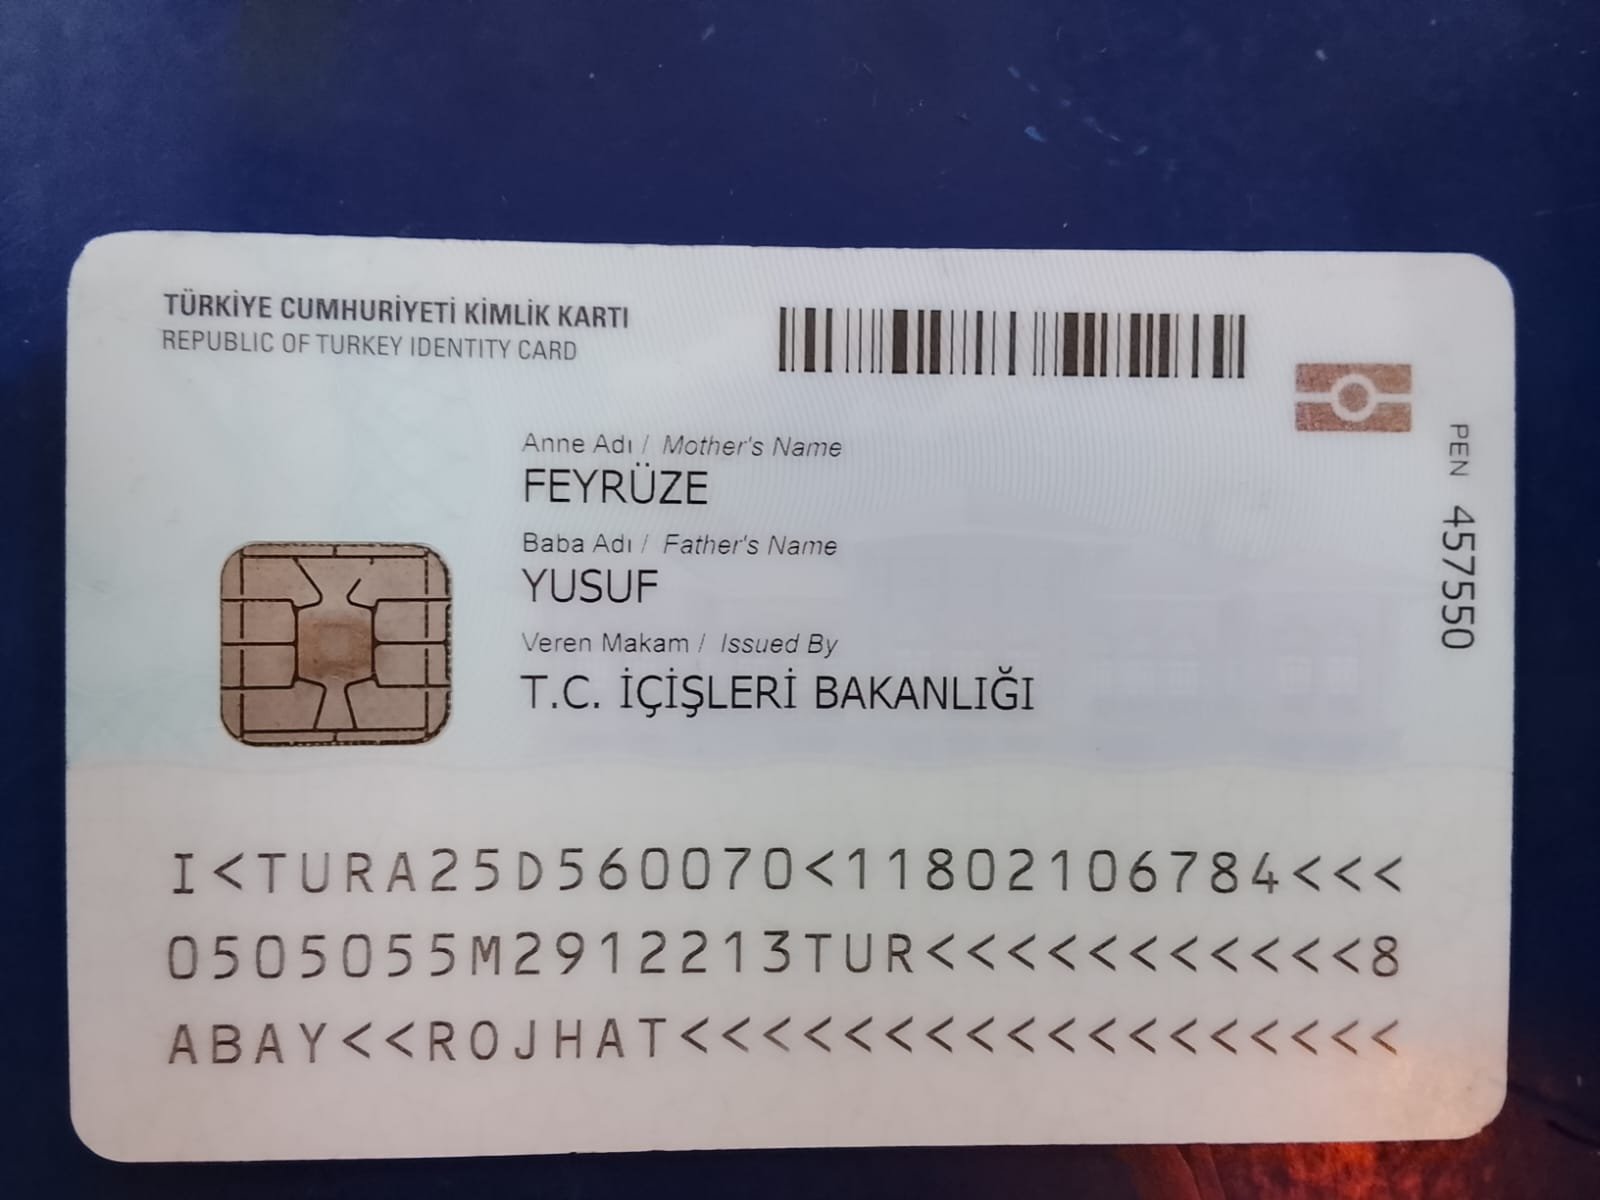 TÜRKİYE CUMHURİYETİ KİMLİK KARTI
REPUBLIC OF TURKEY IDENTITY CARD
Anne Adı / Mother's Name
FEYRÜZE
Baba Adı / Father's Name
YUSUF
Veren Makam / Issued By
T.C. İÇİŞLERİ BAKANLIĞI
PEN 457550
I<TURA25D560070<11802106784<<<
0505055M2912213TUR<<<<<<<<<<<8
ABAY<<ROJHAT<<<<<<<<<<<<<<<<<<